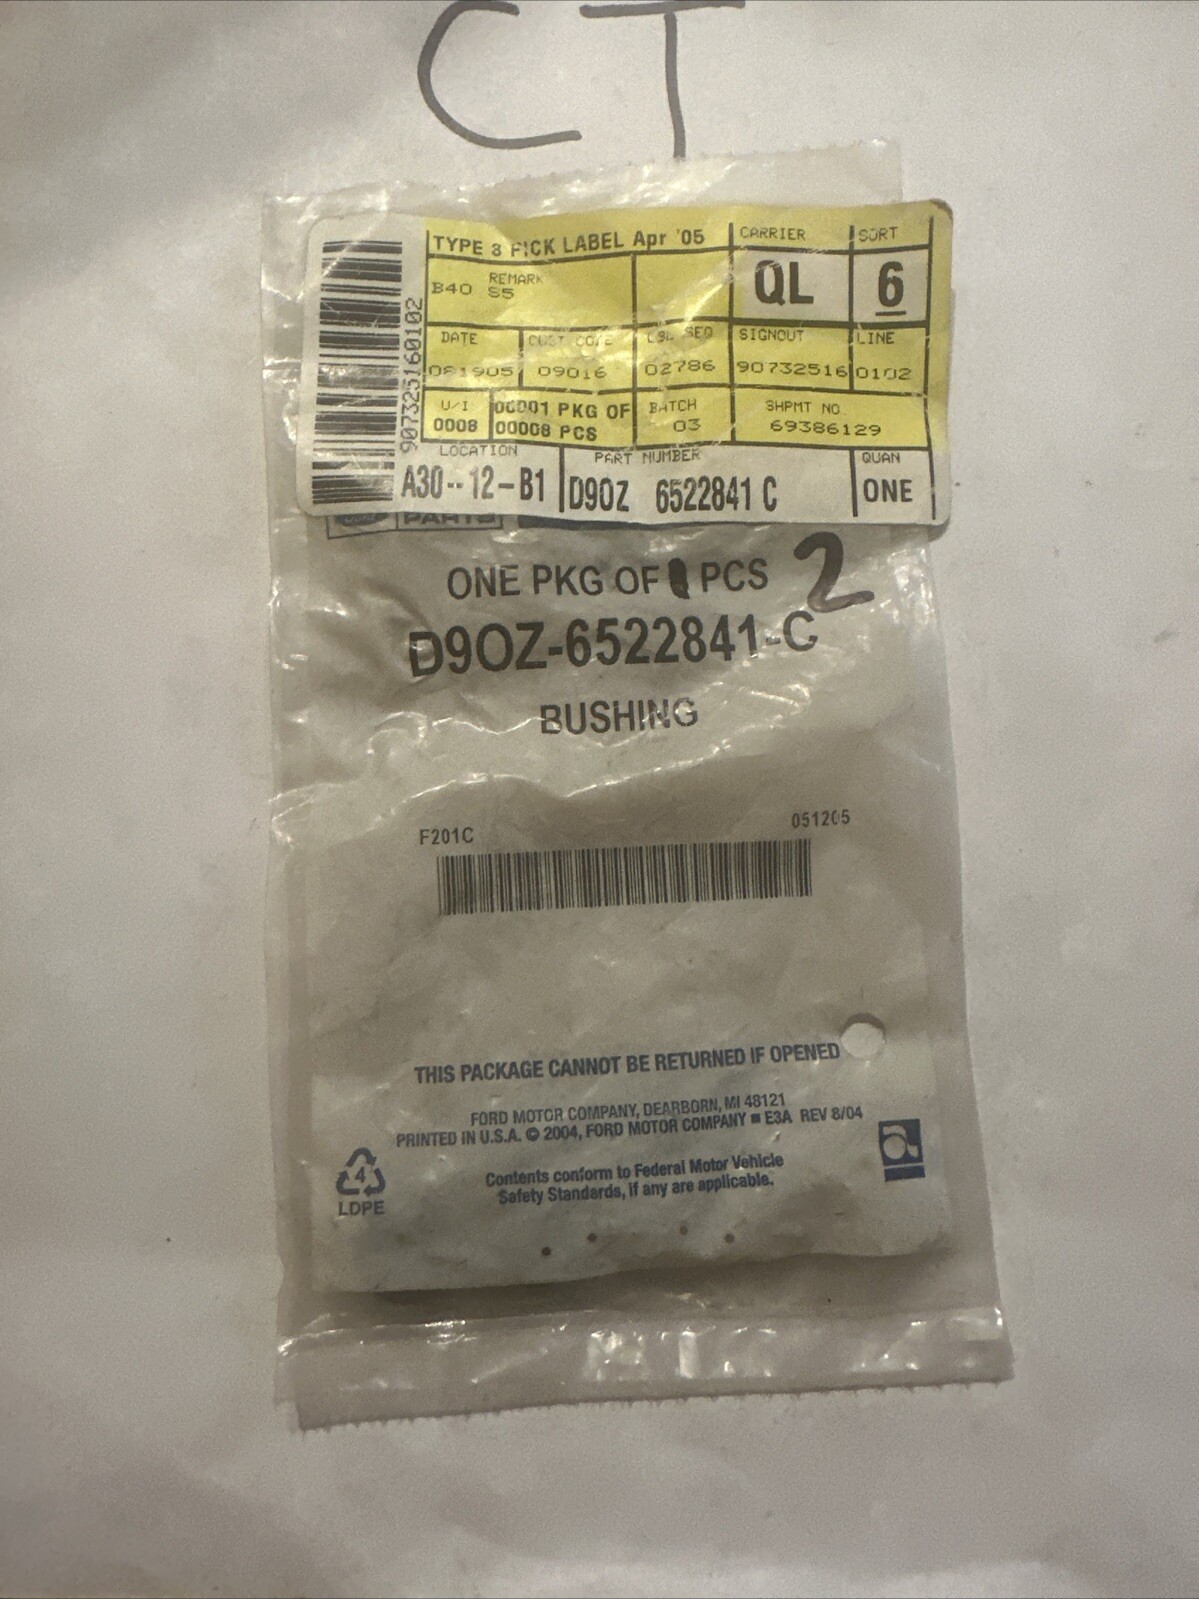 CT
TYPE 3 PICK LABEL Apr '05
CARRIER
SORT
B40
REMARK
S5
QL
6
DATE
CUST CODE
LBL SEQ
SIGNOUT
LINE
081905
09016
02786
90732516
0102
U/I
0008
00001 PKG OF
00008 PCS
BATCH
03
SHPMT NO.
69386129
LOCATION
A30--12-B1
PART NUMBER
D9OZ 6522841 C
QUAN
ONE
907325160102
PARTS
ONE PKG OF PCS 2
D9OZ-6522841-C
BUSHING
F201C
051205
THIS PACKAGE CANNOT BE RETURNED IF OPENED
FORD MOTOR COMPANY, DEARBORN, MI 48121
PRINTED IN U.S.A. © 2004, FORD MOTOR COMPANY ■ E3A REV 8/04
Contents conform to Federal Motor Vehicle
Safety Standards, if any are applicable.
4
LDPE
a